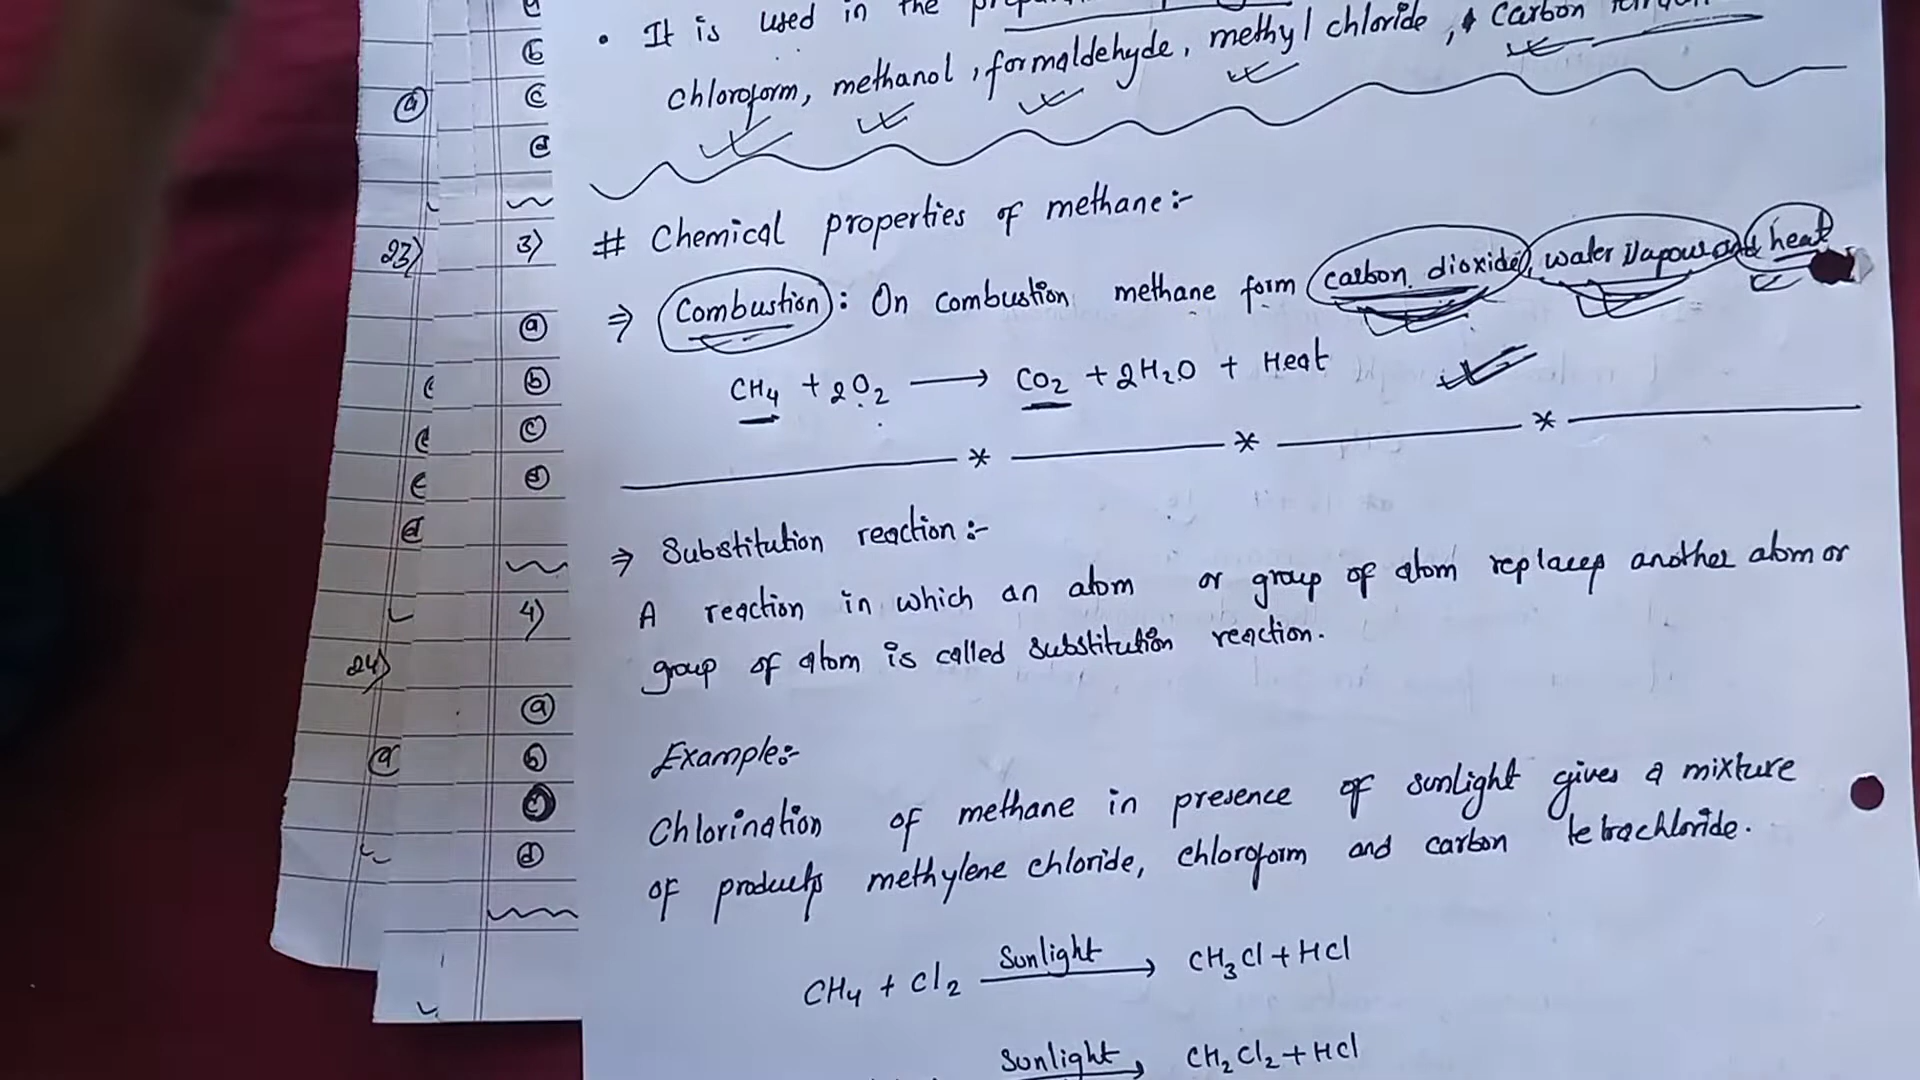 • It is used in the
chloroform, methanol, formaldehyde, methyl chloride, & carbon
# Chemical properties of methane:-
⇒ Combustion: On combustion methane form carbon dioxide, water vapour and heat
CH4 + 2O2 ⟶ CO2 + 2H2O + Heat
* * *
⇒ Substitution reaction:-
A reaction in which an atom or group of atom replaces another atom or
group of atom is called substitution reaction.
Example:-
Chlorination of methane in presence of sunlight gives a mixture
of products methylene chloride, chloroform and carbon tetrachloride.
CH4 + Cl2 Sunlight ⟶ CH3Cl + HCl
Sunlight ⟶ CH2Cl2 + HCl
b
c
d
3)
a
b
c
d
4)
a
b
c
d
a
23)
d
24)
a